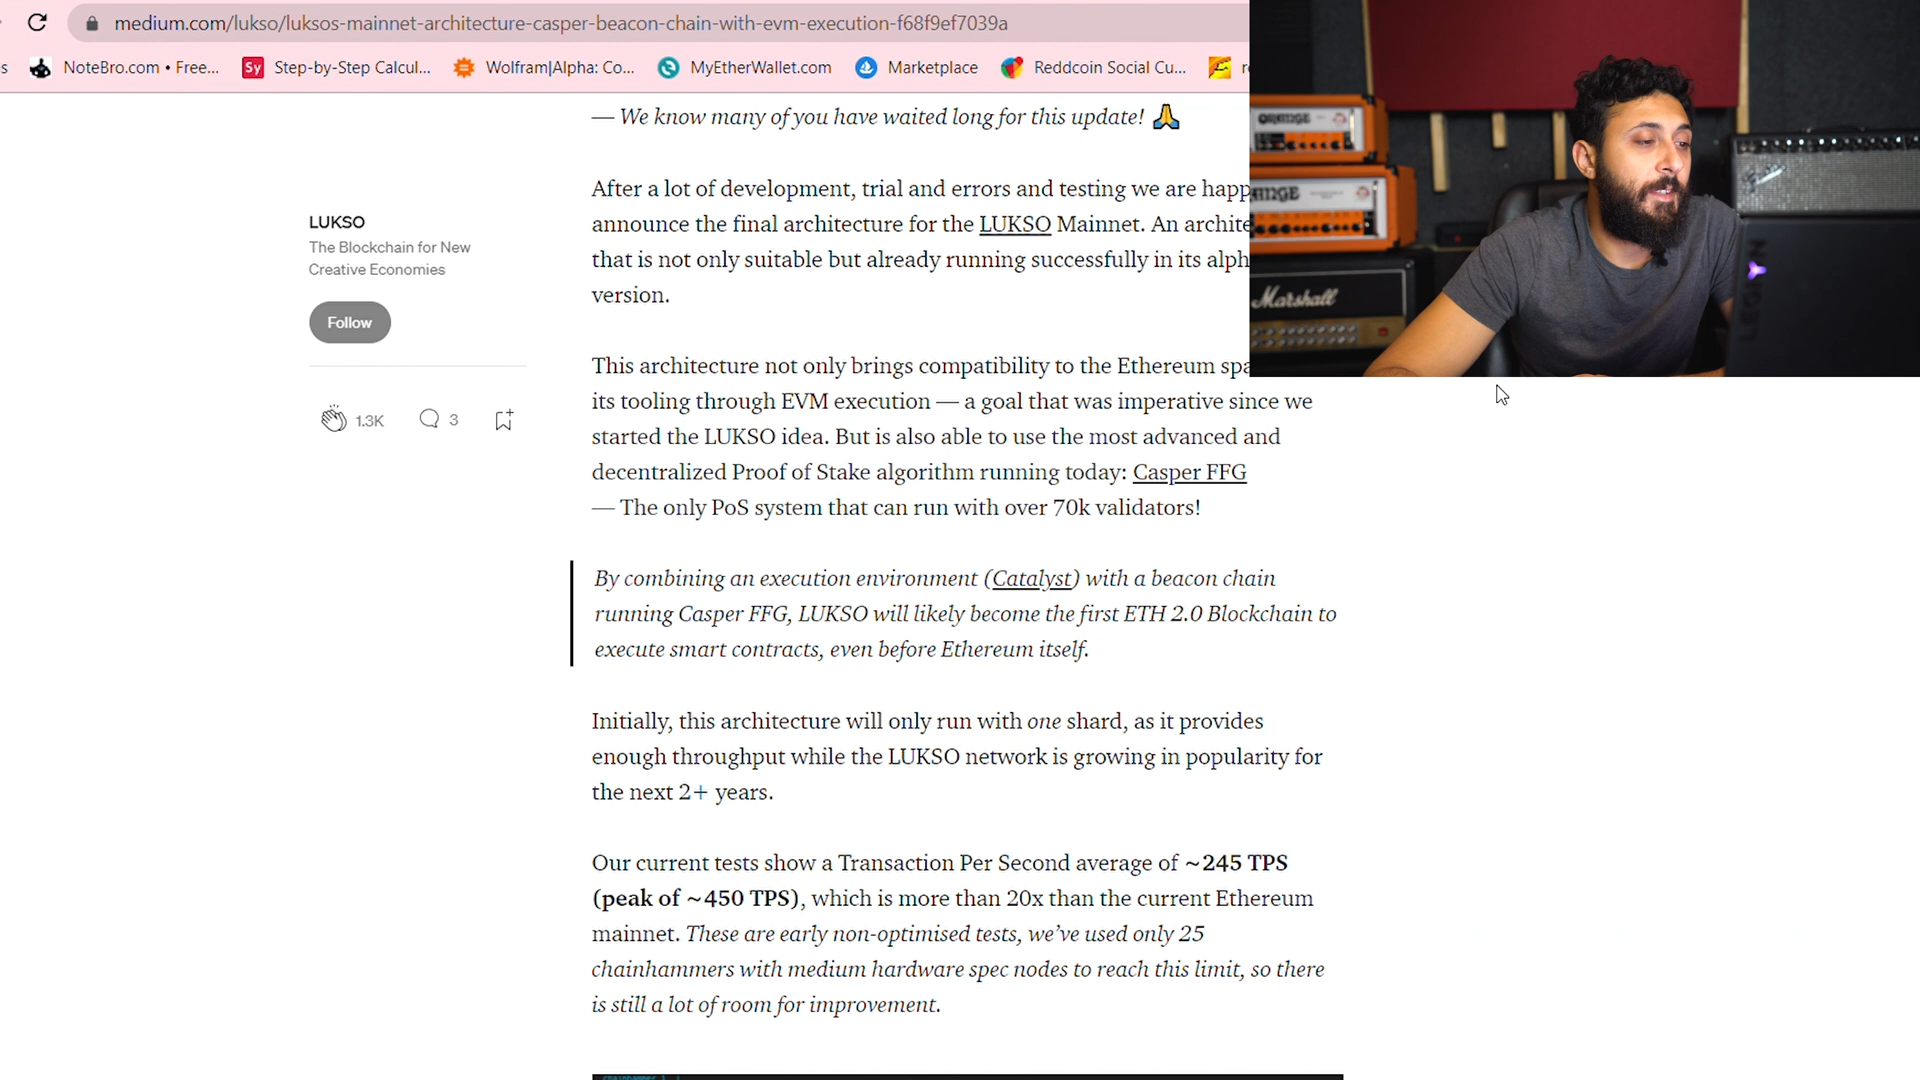 medium.com/lukso/luksos-mainnet-architecture-casper-beacon-chain-with-evm-execution-f68f9ef7039a
s NoteBro.com • Free... Sy Step-by-Step Calcul... Wolfram|Alpha: Co... MyEtherWallet.com Marketplace Reddcoin Social Cu...
— We know many of you have waited long for this update! 🙏
LUKSO
The Blockchain for New
Creative Economies
Follow
1.3K 3
After a lot of development, trial and errors and testing we are happ
announce the final architecture for the LUKSO Mainnet. An archite
that is not only suitable but already running successfully in its alph
version.
This architecture not only brings compatibility to the Ethereum spa
its tooling through EVM execution — a goal that was imperative since we
started the LUKSO idea. But is also able to use the most advanced and
decentralized Proof of Stake algorithm running today: Casper FFG
— The only PoS system that can run with over 70k validators!
By combining an execution environment (Catalyst) with a beacon chain
running Casper FFG, LUKSO will likely become the first ETH 2.0 Blockchain to
execute smart contracts, even before Ethereum itself.
Initially, this architecture will only run with one shard, as it provides
enough throughput while the LUKSO network is growing in popularity for
the next 2+ years.
Our current tests show a Transaction Per Second average of ~245 TPS
(peak of ~450 TPS), which is more than 20x than the current Ethereum
mainnet. These are early non-optimised tests, we've used only 25
chainhammers with medium hardware spec nodes to reach this limit, so there
is still a lot of room for improvement.
ORANGE
RANGE
Marshall
Fender
LEGION